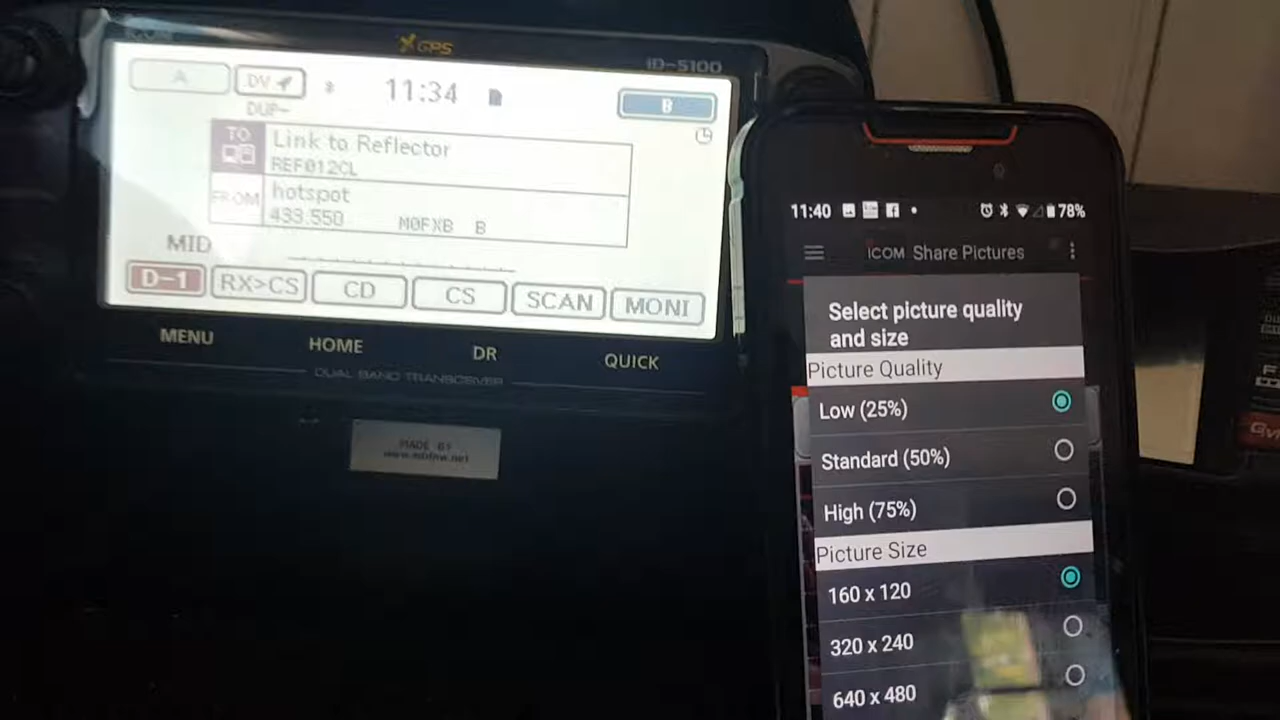 ICOM
GPS
iD-5100
A
DV
11:34
B
DUP-
TO
Link to Reflector
REF012CL
FROM
hotspot
433.550 M0FXB B
MID
D-1
RX>CS
CD
CS
SCAN
MONI
MENU
HOME
DR
QUICK
DUAL BAND TRANSCEIVER
MADE BY
11:40
78%
ICOM Share Pictures
Select picture quality
and size
Picture Quality
Low (25%)
Standard (50%)
High (75%)
Picture Size
160 x 120
320 x 240
640 x 480